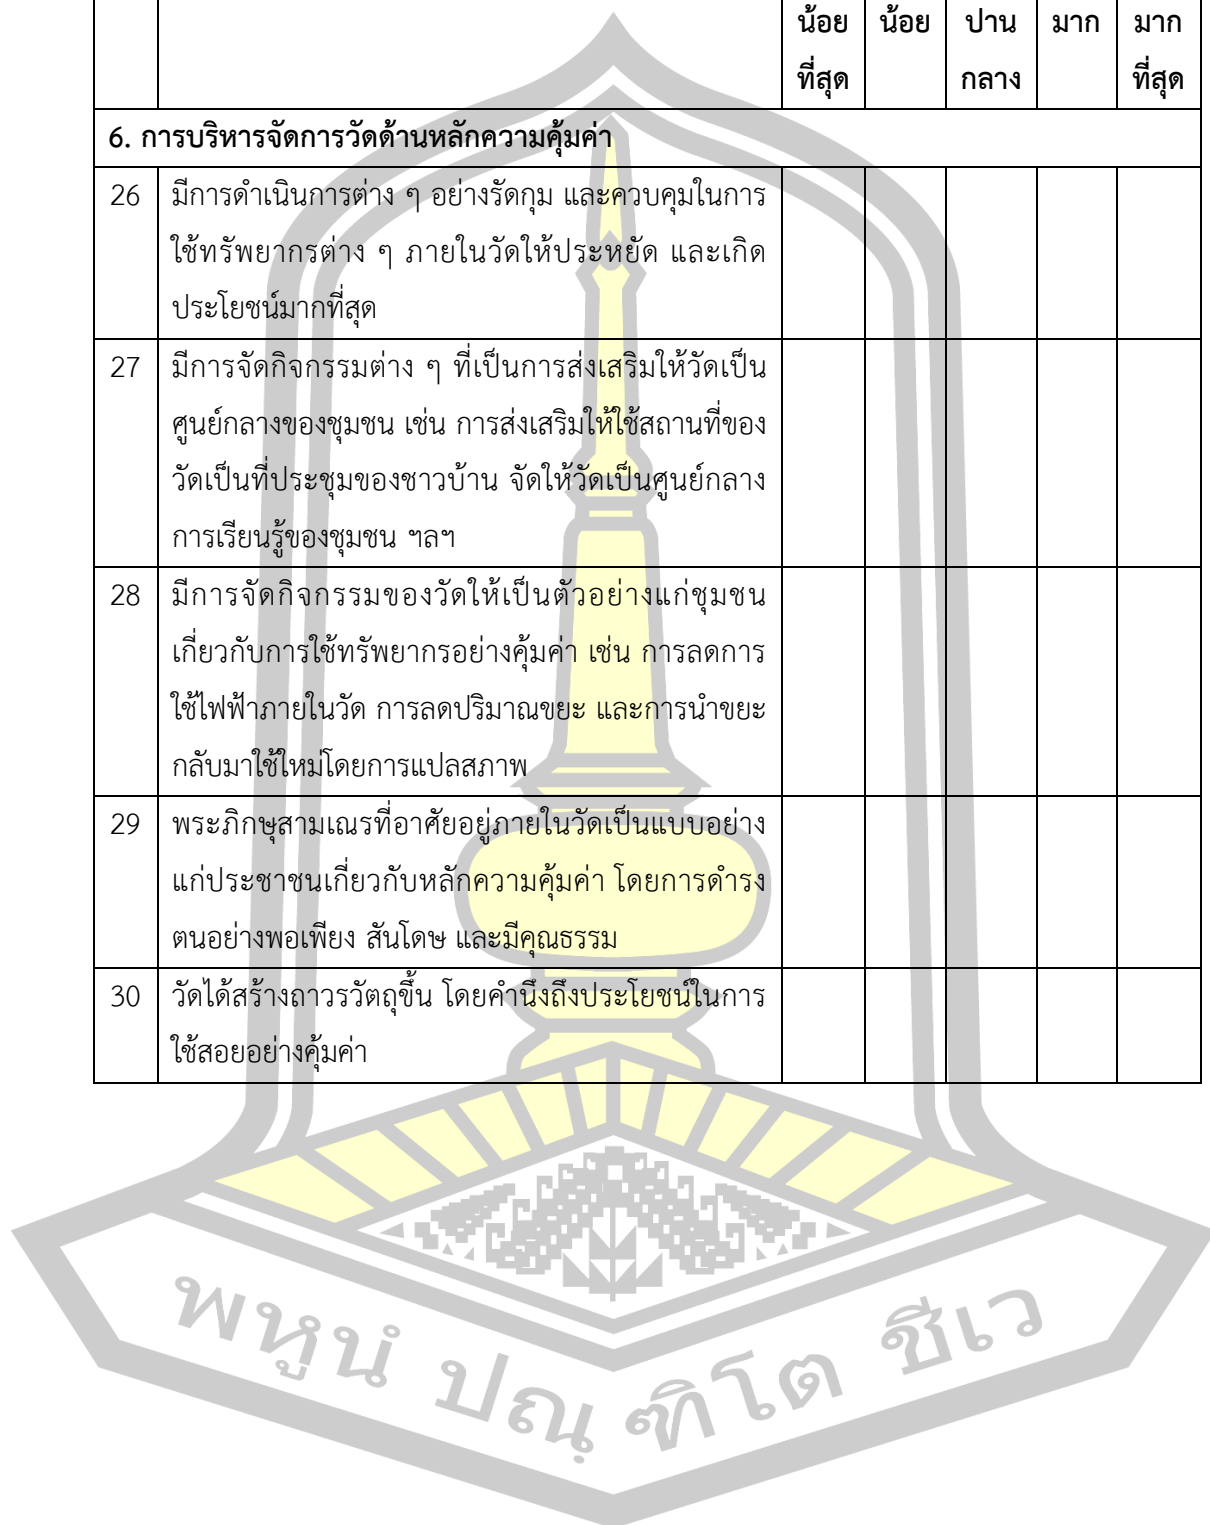 น้อย น้อย ปาน มาก มาก
ที่สุด กลาง ที่สุด
6. การบริหารจัดการวัดด้านหลักความคุ้มค่า
26 มีการดำเนินการต่าง ๆ อย่างรัดกุม และควบคุมในการ
ใช้ทรัพยากรต่าง ๆ ภายในวัดให้ประหยัด และเกิด
ประโยชน์มากที่สุด
27 มีการจัดกิจกรรมต่าง ๆ ที่เป็นการส่งเสริมให้วัดเป็น
ศูนย์กลางของชุมชน เช่น การส่งเสริมให้ใช้สถานที่ของ
วัดเป็นที่ประชุมของชาวบ้าน จัดให้วัดเป็นศูนย์กลาง
การเรียนรู้ของชุมชน ฯลฯ
28 มีการจัดกิจกรรมของวัดให้เป็นตัวอย่างแก่ชุมชน
เกี่ยวกับการใช้ทรัพยากรอย่างคุ้มค่า เช่น การลดการ
ใช้ไฟฟ้าภายในวัด การลดปริมาณขยะ และการนำขยะ
กลับมาใช้ใหม่โดยการแปลสภาพ
29 พระภิกษุสามเณรที่อาศัยอยู่ภายในวัดเป็นแบบอย่าง
แก่ประชาชนเกี่ยวกับหลักความคุ้มค่า โดยการดำรง
ตนอย่างพอเพียง สันโดษ และมีคุณธรรม
30 วัดได้สร้างถาวรวัตถุขึ้น โดยคำนึงถึงประโยชน์ในการ
ใช้สอยอย่างคุ้มค่า
พหูนํ ปณฺฑิโต ชีเว